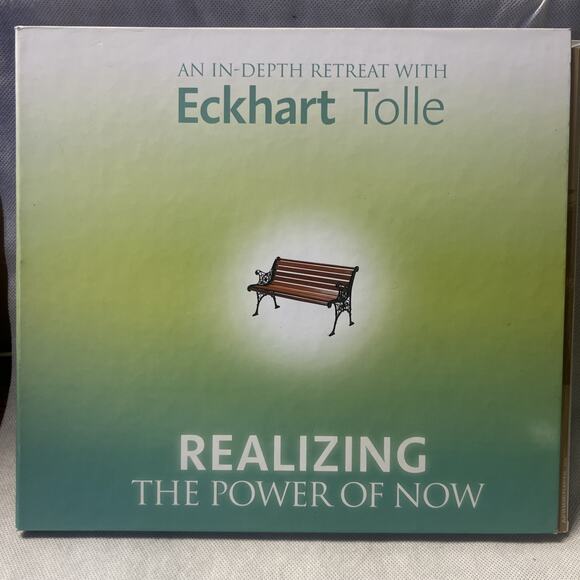 AN IN-DEPTH RETREAT WITH
Eckhart Tolle
REALIZING
THE POWER OF NOW